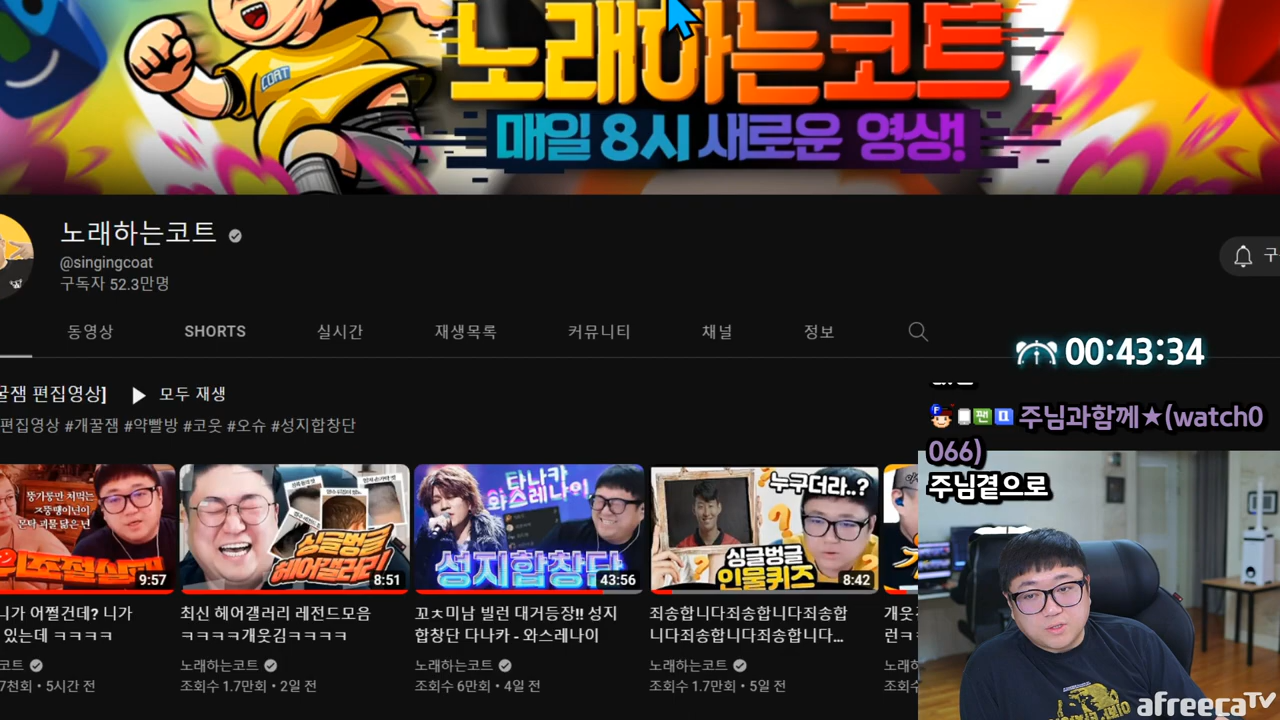 노래하는코트
매일 8시 새로운 영상!
COAT
노래하는코트
@singingcoat
구독자 52.3만명
동영상
SHORTS
실시간
재생목록
커뮤니티
채널
정보
00:43:34
꿀잼 편집영상]
모두 재생
편집영상 #개꿀잼 #약빨방 #코웃 #오슈 #성지합창단
주님과함께★(watch0
066)
주님곁으로
9:57
싱글벙글
헤어갤러리
8:51
타나카
와스레나이
성지합창단
43:56
누구더라..?
싱글벙글
인물퀴즈
8:42
니가 어쩔건데? 니가
있는데 ㅋㅋㅋㅋ
코트
7천회 • 5시간 전
최신 헤어갤러리 레전드모음
ㅋㅋㅋㅋ개웃김ㅋㅋㅋㅋ
노래하는코트
조회수 1.7만회 • 2일 전
꼬ㅊ미남 빌런 대거등장!! 성지
합창단 다나카 - 와스레나이
노래하는코트
조회수 6만회 • 4일 전
죄송합니다죄송합니다죄송합
니다죄송합니다죄송합니다...
노래하는코트
조회수 1.7만회 • 5일 전
개웃
런ㅋ
노래하
조회수
afreecaTV